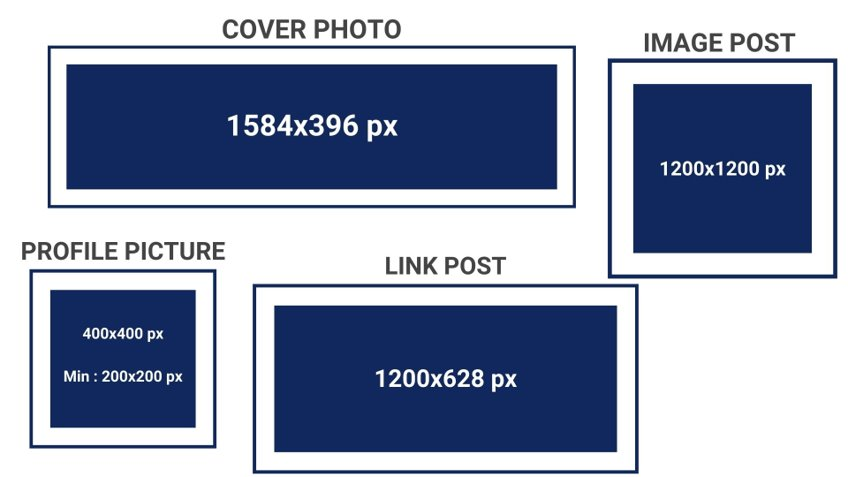 COVER PHOTO
1584x396 px
IMAGE POST
1200x1200 px
PROFILE PICTURE
400x400 px
Min : 200x200 px
LINK POST
1200x628 px